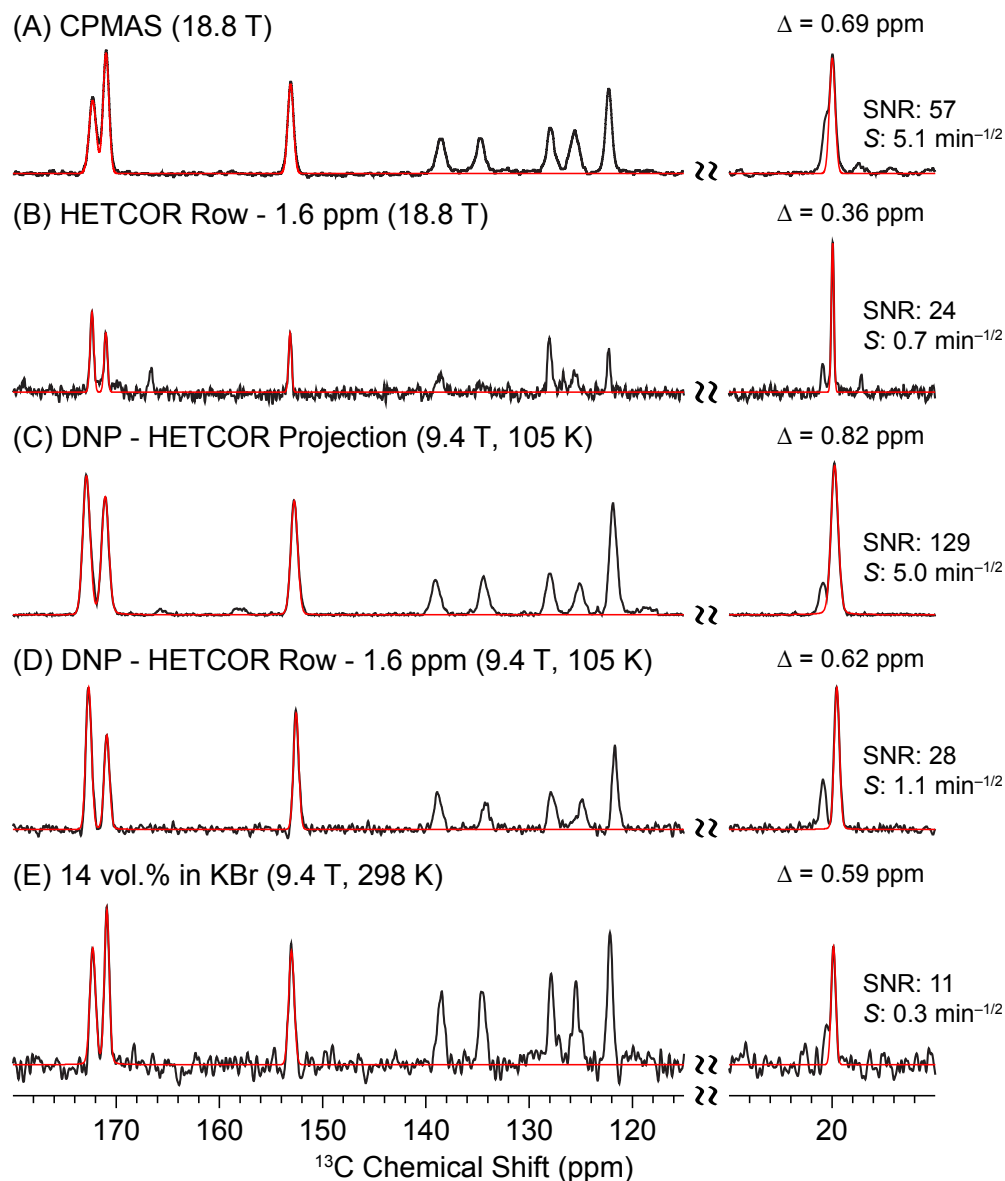 (A) CPMAS (18.8 T)
Δ = 0.69 ppm
SNR: 57
S: 5.1 min⁻¹/²
(B) HETCOR Row - 1.6 ppm (18.8 T)
Δ = 0.36 ppm
SNR: 24
S: 0.7 min⁻¹/²
(C) DNP - HETCOR Projection (9.4 T, 105 K)
Δ = 0.82 ppm
SNR: 129
S: 5.0 min⁻¹/²
(D) DNP - HETCOR Row - 1.6 ppm (9.4 T, 105 K)
Δ = 0.62 ppm
SNR: 28
S: 1.1 min⁻¹/²
(E) 14 vol.% in KBr (9.4 T, 298 K)
Δ = 0.59 ppm
SNR: 11
S: 0.3 min⁻¹/²
170 160 150 140 130 120 20
¹³C Chemical Shift (ppm)